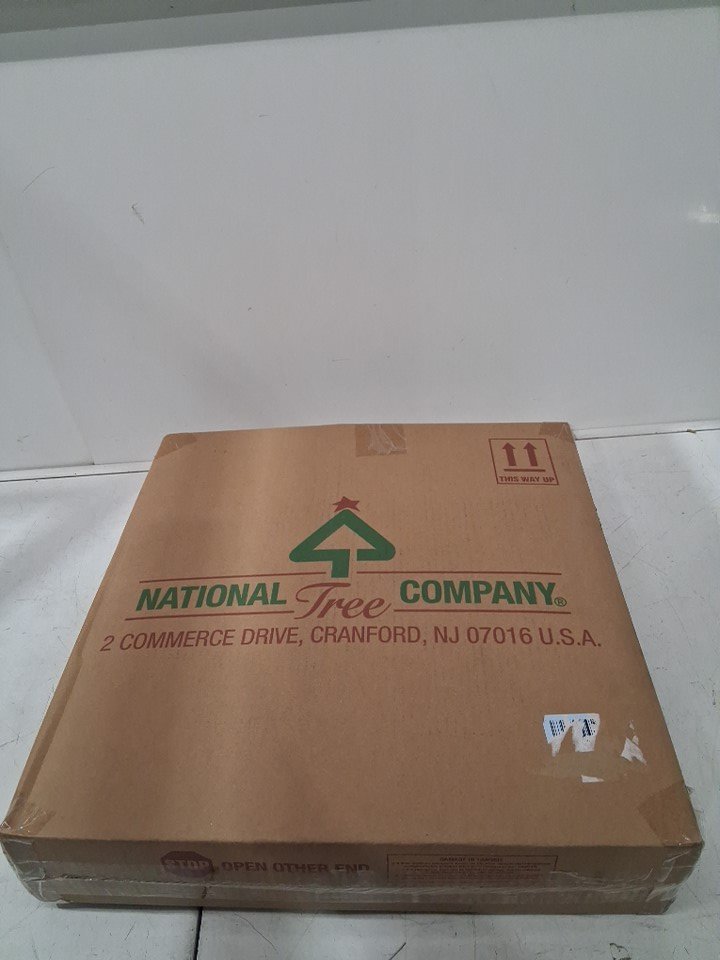 THIS WAY UP
NATIONAL Tree COMPANY®
2 COMMERCE DRIVE, CRANFORD, NJ 07016 U.S.A.
STOP OPEN OTHER END